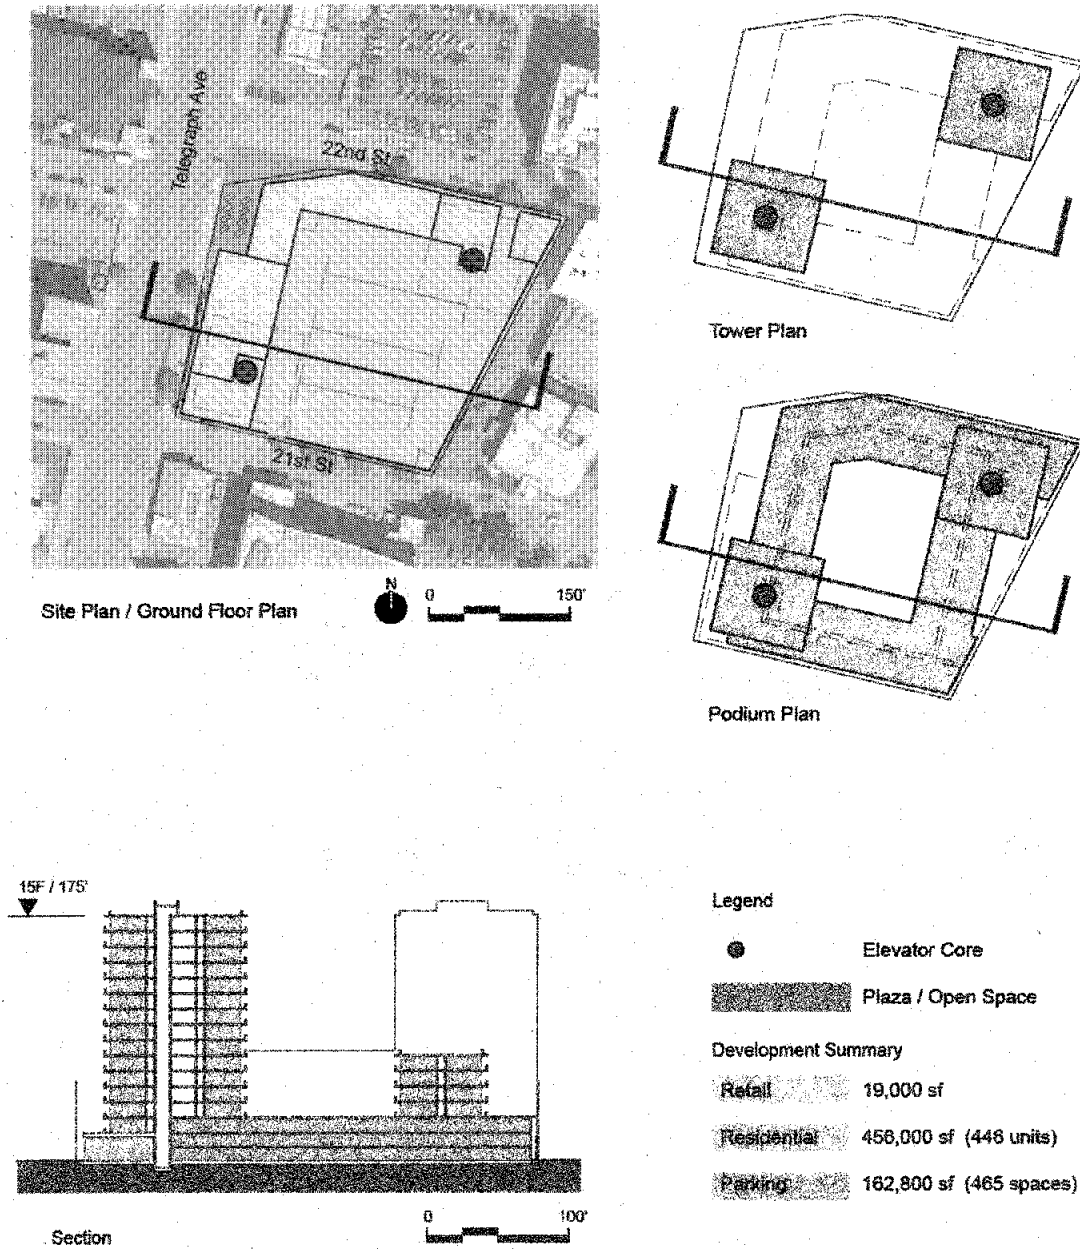 Telegraph Ave
22nd St
21st St
Site Plan / Ground Floor Plan
N
0 150'
Tower Plan
Podium Plan
15F / 175'
Section
0 100'
Legend
Elevator Core
Plaza / Open Space
Development Summary
Retail 19,000 sf
Residential 456,000 sf (446 units)
Parking 162,800 sf (465 spaces)